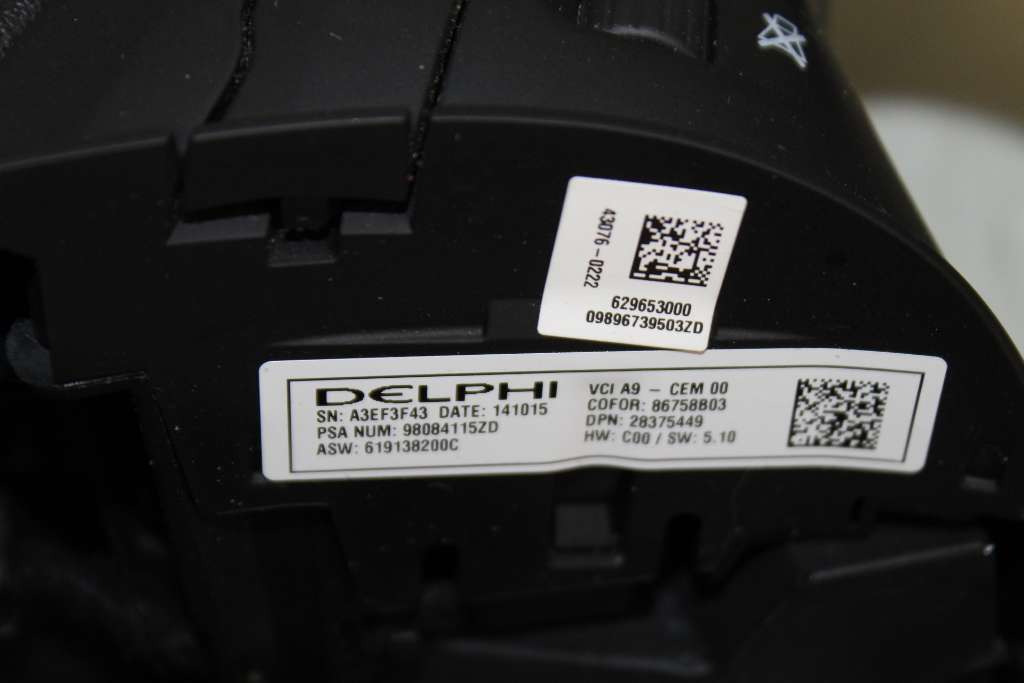 43076-0222
629653000
09896739503ZD
DELPHI
SN: A3EF3F43 DATE: 141015
PSA NUM: 98084115ZD
ASW: 619138200C
VCI A9 - CEM 00
COFOR: 86758B03
DPN: 28375449
HW: C00 / SW: 5.10